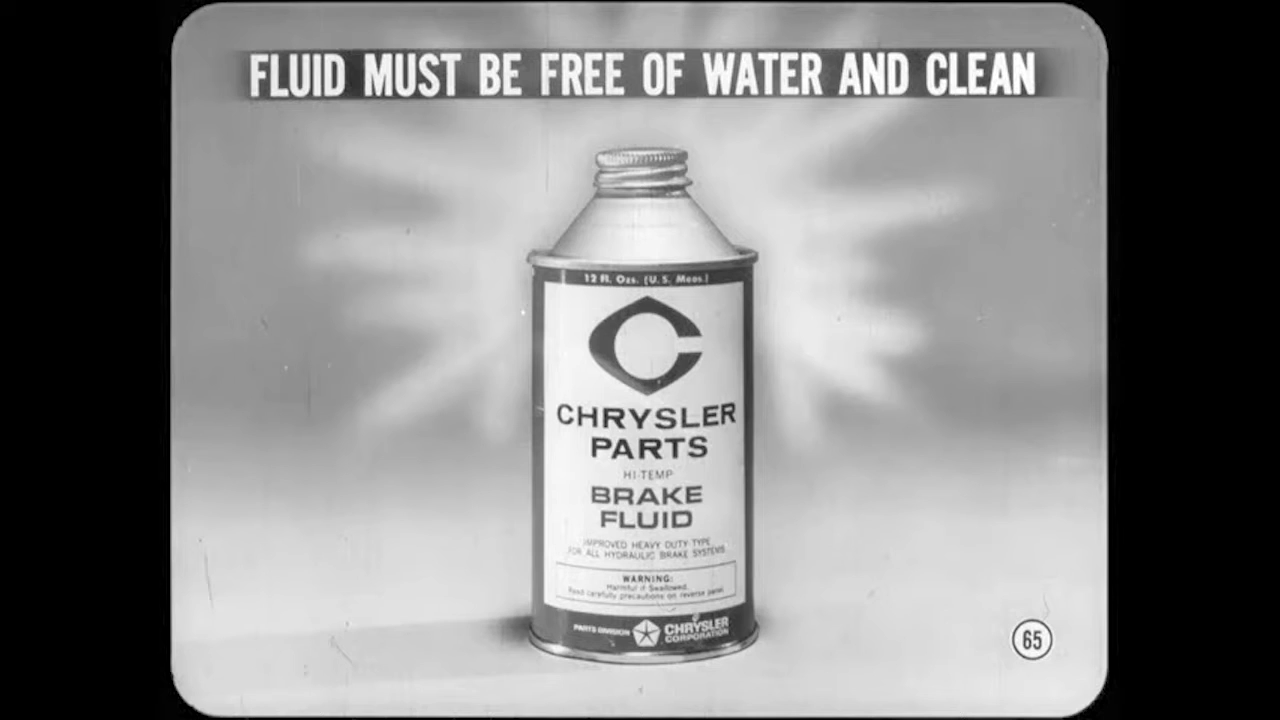 FLUID MUST BE FREE OF WATER AND CLEAN
12 Fl. Ozs. (U.S. Meas.)
CHRYSLER
PARTS
HI-TEMP
BRAKE
FLUID
IMPROVED HEAVY DUTY TYPE
FOR ALL HYDRAULIC BRAKE SYSTEMS
WARNING:
Harmful if Swallowed.
Read carefully precautions on reverse panel
PARTS DIVISION CHRYSLER
CORPORATION
65